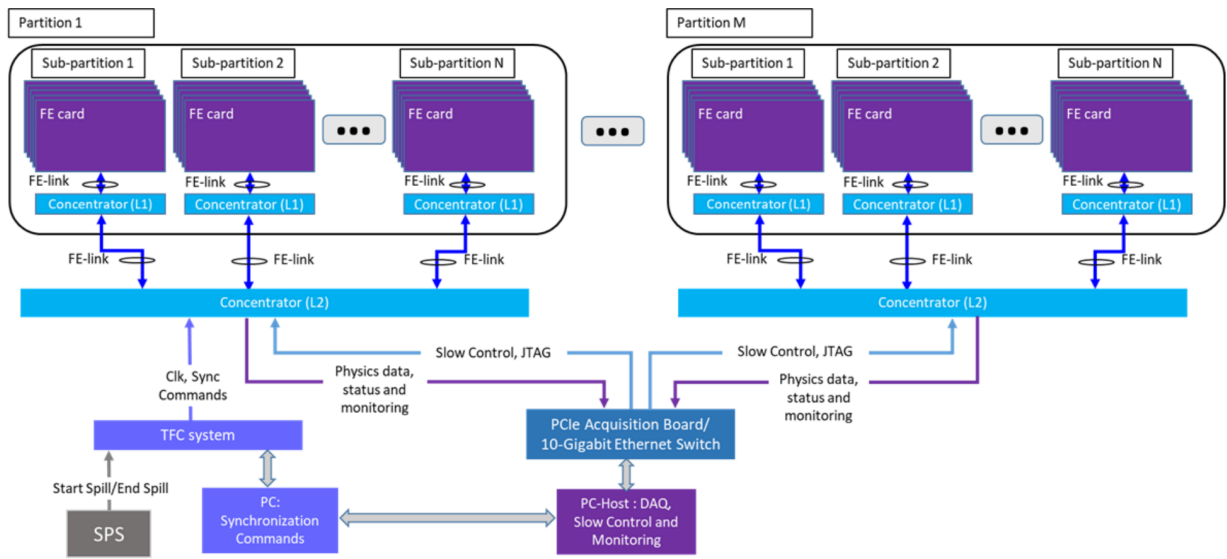 Partition 1
Partition M
Sub-partition 1
Sub-partition 2
Sub-partition N
Sub-partition 1
Sub-partition 2
Sub-partition N
FE card
FE card
FE card
FE card
FE card
FE card
FE-link
FE-link
FE-link
FE-link
FE-link
FE-link
Concentrator (L1)
Concentrator (L1)
Concentrator (L1)
Concentrator (L1)
Concentrator (L1)
Concentrator (L1)
FE-link
FE-link
FE-link
FE-link
FE-link
FE-link
Concentrator (L2)
Concentrator (L2)
Slow Control, JTAG
Slow Control, JTAG
Clk, Sync
Commands
Physics data,
status and
monitoring
Physics data,
status and
monitoring
TFC system
PCIe Acquisition Board/
10-Gigabit Ethernet Switch
Start Spill/End Spill
SPS
PC:
Synchronization
Commands
PC-Host : DAQ,
Slow Control and
Monitoring